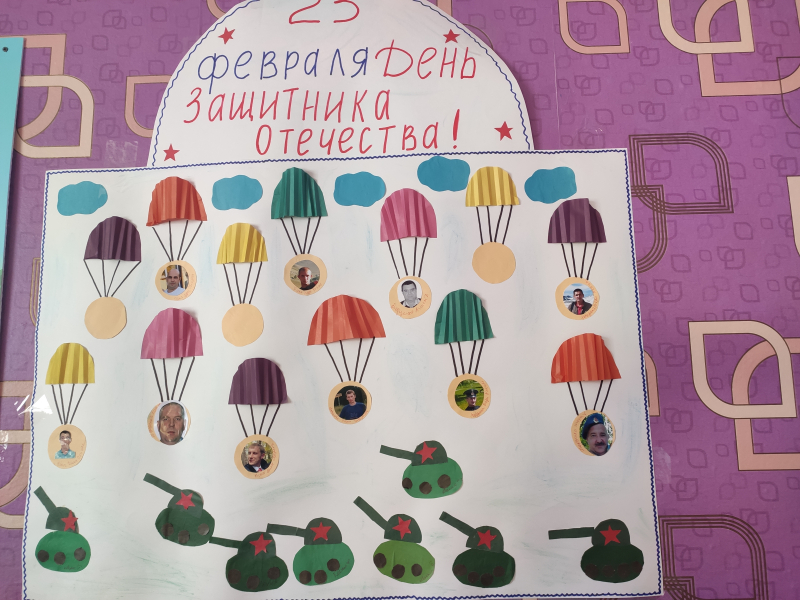 23
февраля День
Защитника
Отечества!